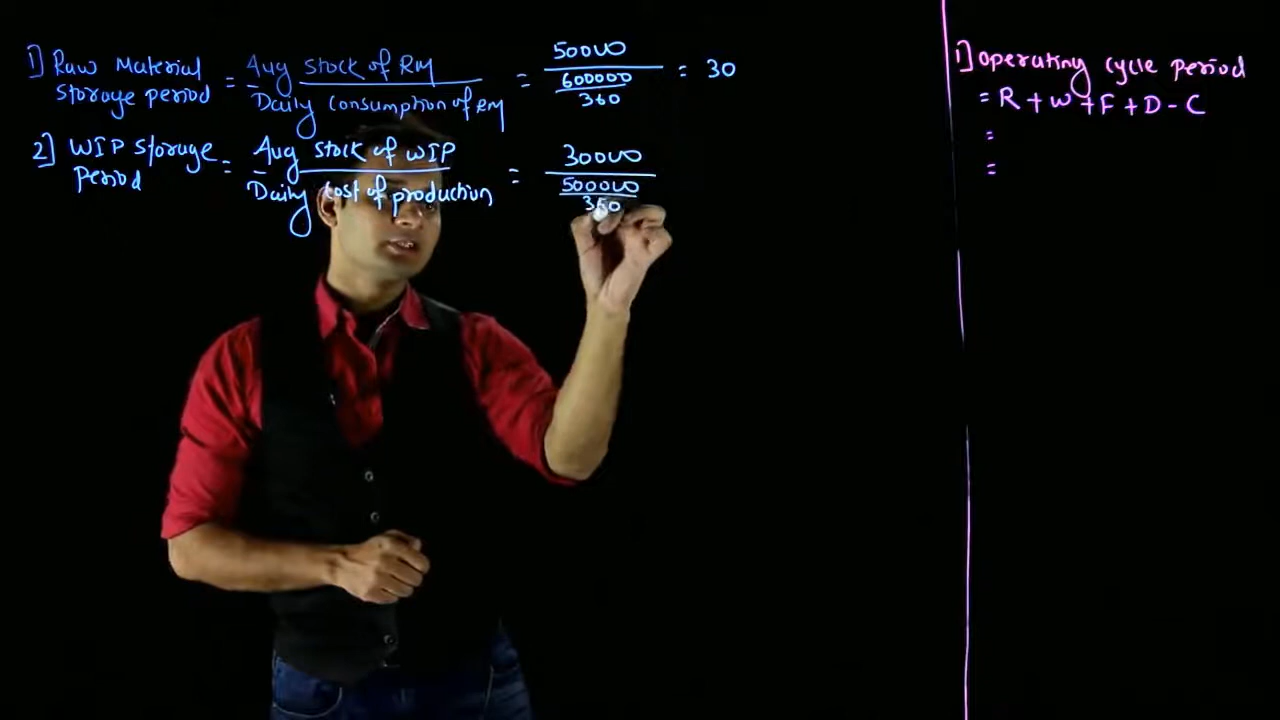 1] Raw Material storage period = Avg stock of RM / Daily consumption of RM = 50000 / 600000 / 360 = 30
2] WIP storage period = Avg stock of WIP / Daily cost of production = 30000 / 500000 / 360
1] Operating cycle period
= R + W + F + D - C
=
=